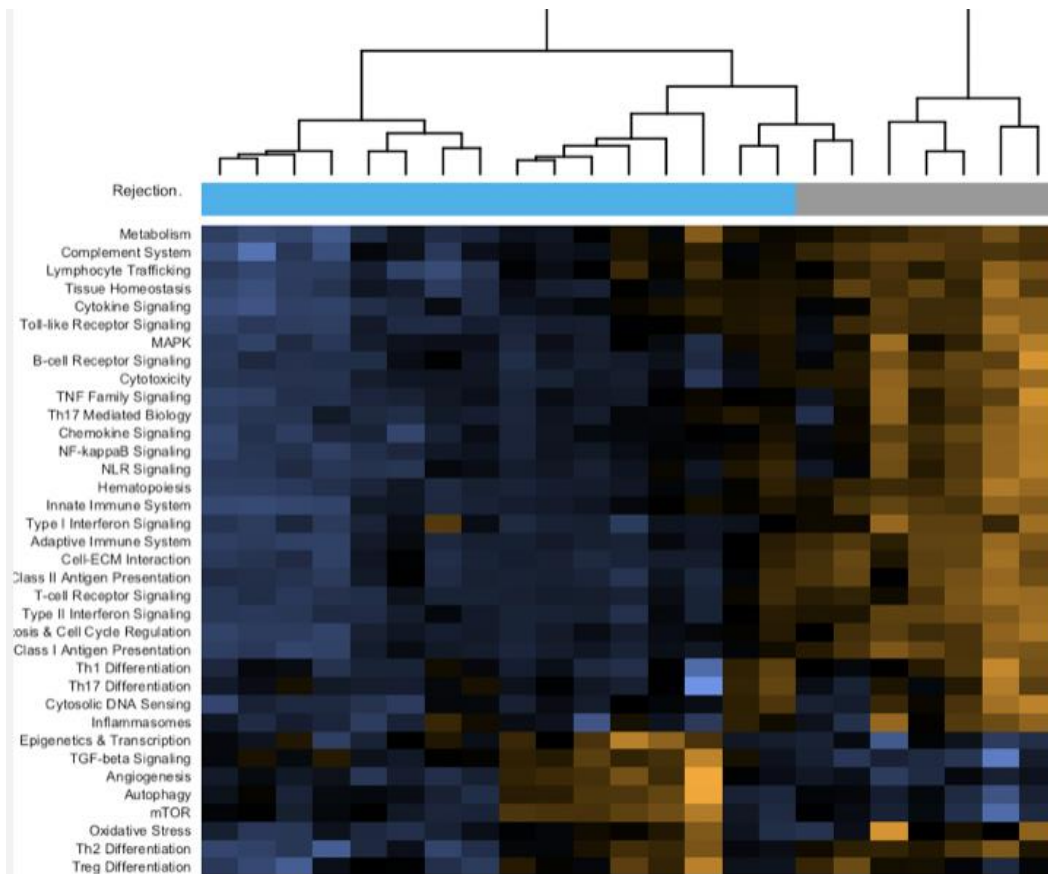 Rejection.
Metabolism
Complement System
Lymphocyte Trafficking
Tissue Homeostasis
Cytokine Signaling
Toll-like Receptor Signaling
MAPK
B-cell Receptor Signaling
Cytotoxicity
TNF Family Signaling
Th17 Mediated Biology
Chemokine Signaling
NF-kappaB Signaling
NLR Signaling
Hematopoiesis
Innate Immune System
Type I Interferon Signaling
Adaptive Immune System
Cell-ECM Interaction
Class II Antigen Presentation
T-cell Receptor Signaling
Type II Interferon Signaling
tosis & Cell Cycle Regulation
Class I Antigen Presentation
Th1 Differentiation
Th17 Differentiation
Cytosolic DNA Sensing
Inflammasomes
Epigenetics & Transcription
TGF-beta Signaling
Angiogenesis
Autophagy
mTOR
Oxidative Stress
Th2 Differentiation
Treg Differentiation